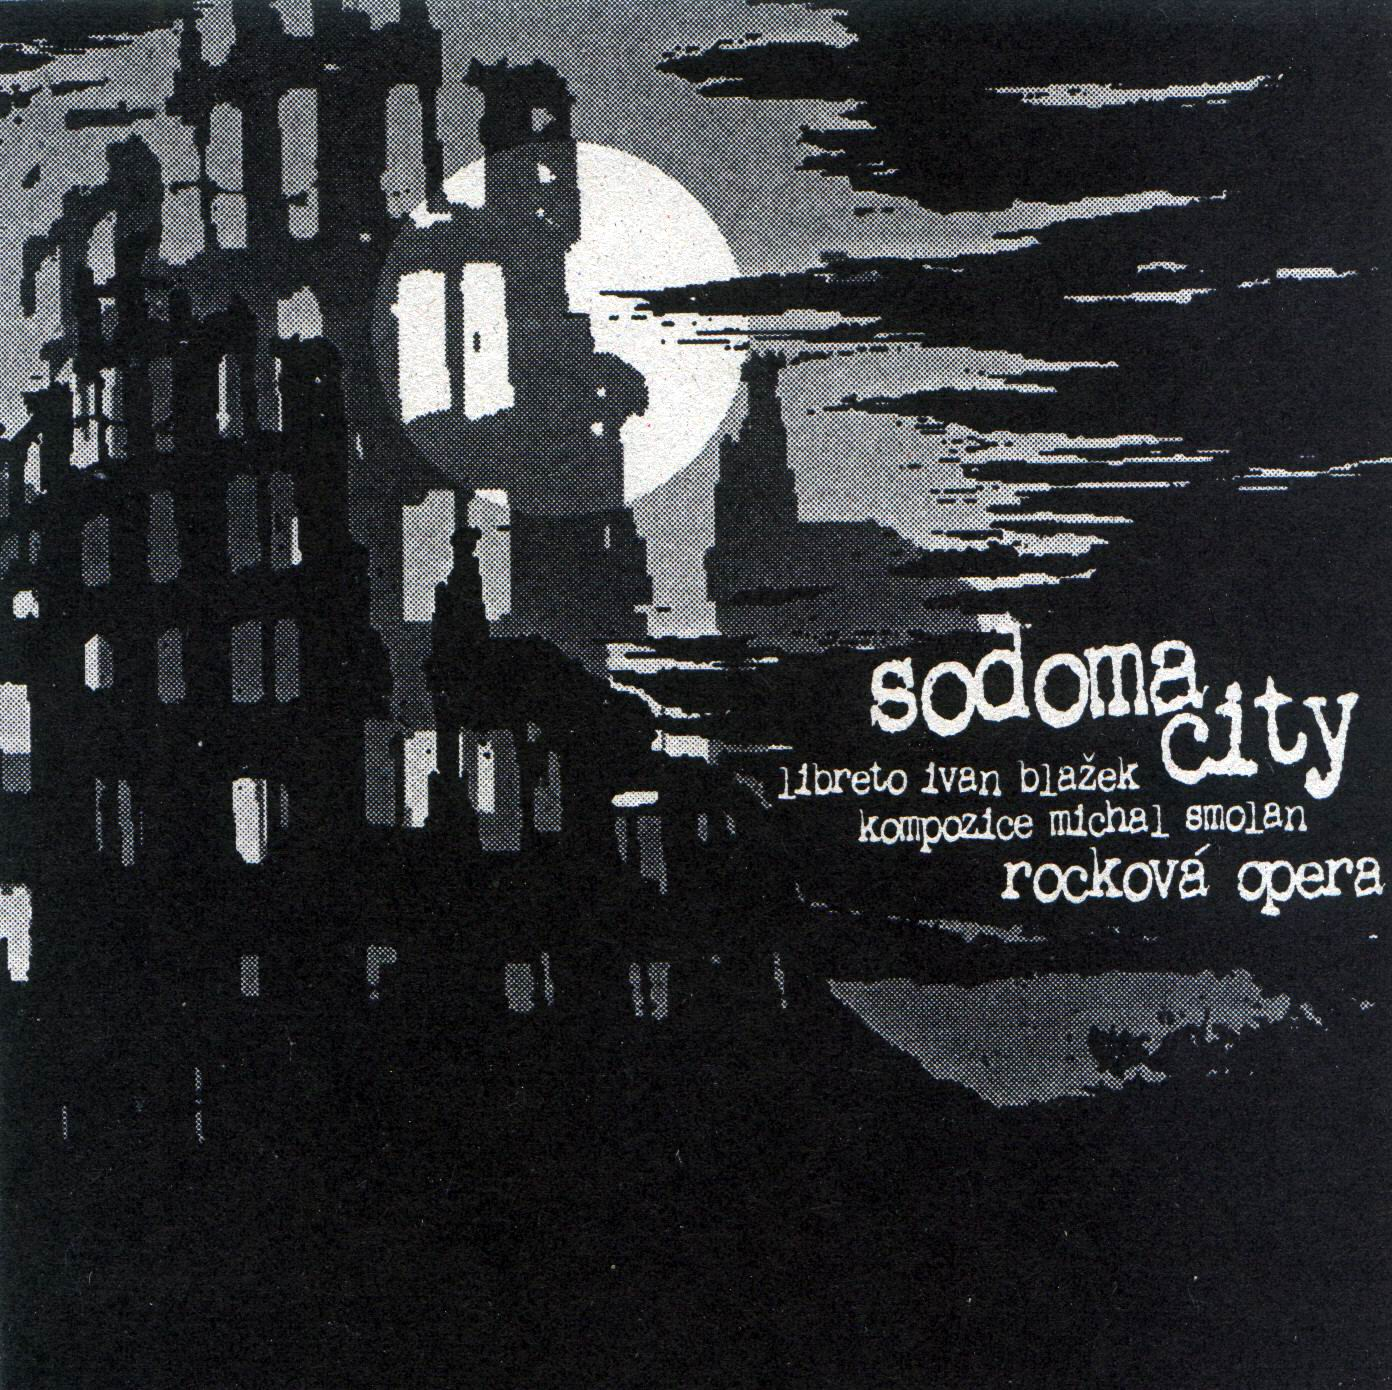 sodoma
city
libreto ivan blažek
kompozice michal smolan
rocková opera